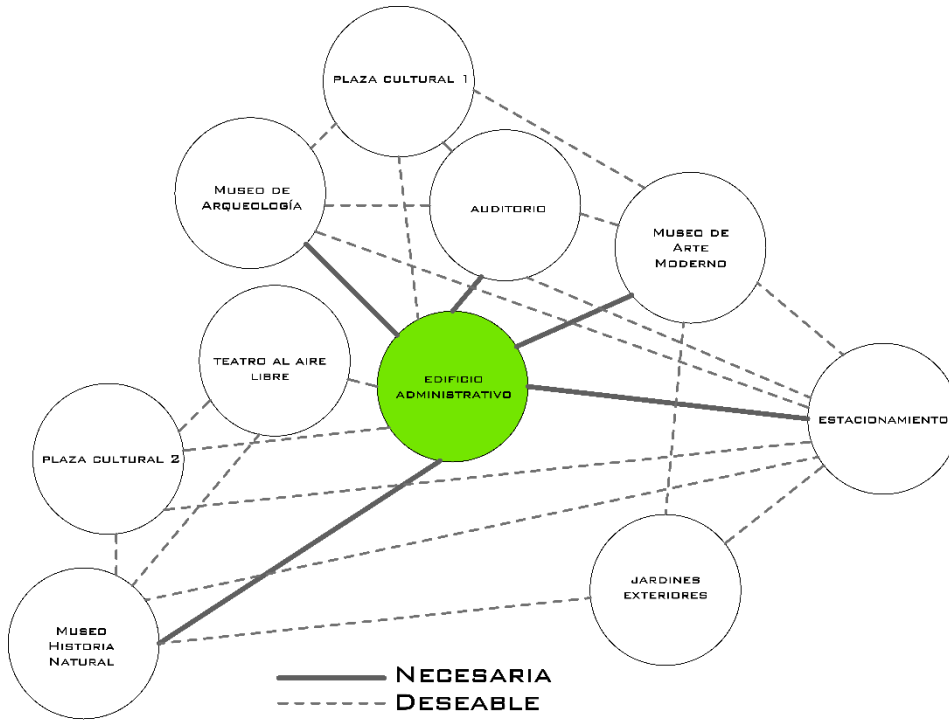 PLAZA CULTURAL 1
MUSEO DE
ARQUEOLOGÍA
AUDITORIO
MUSEO DE
ARTE
MODERNO
TEATRO AL AIRE
LIBRE
EDIFICIO
ADMINISTRATIVO
ESTACIONAMIENTO
PLAZA CULTURAL 2
JARDINES
EXTERIORES
MUSEO
HISTORIA
NATURAL
NECESARIA
DESEABLE